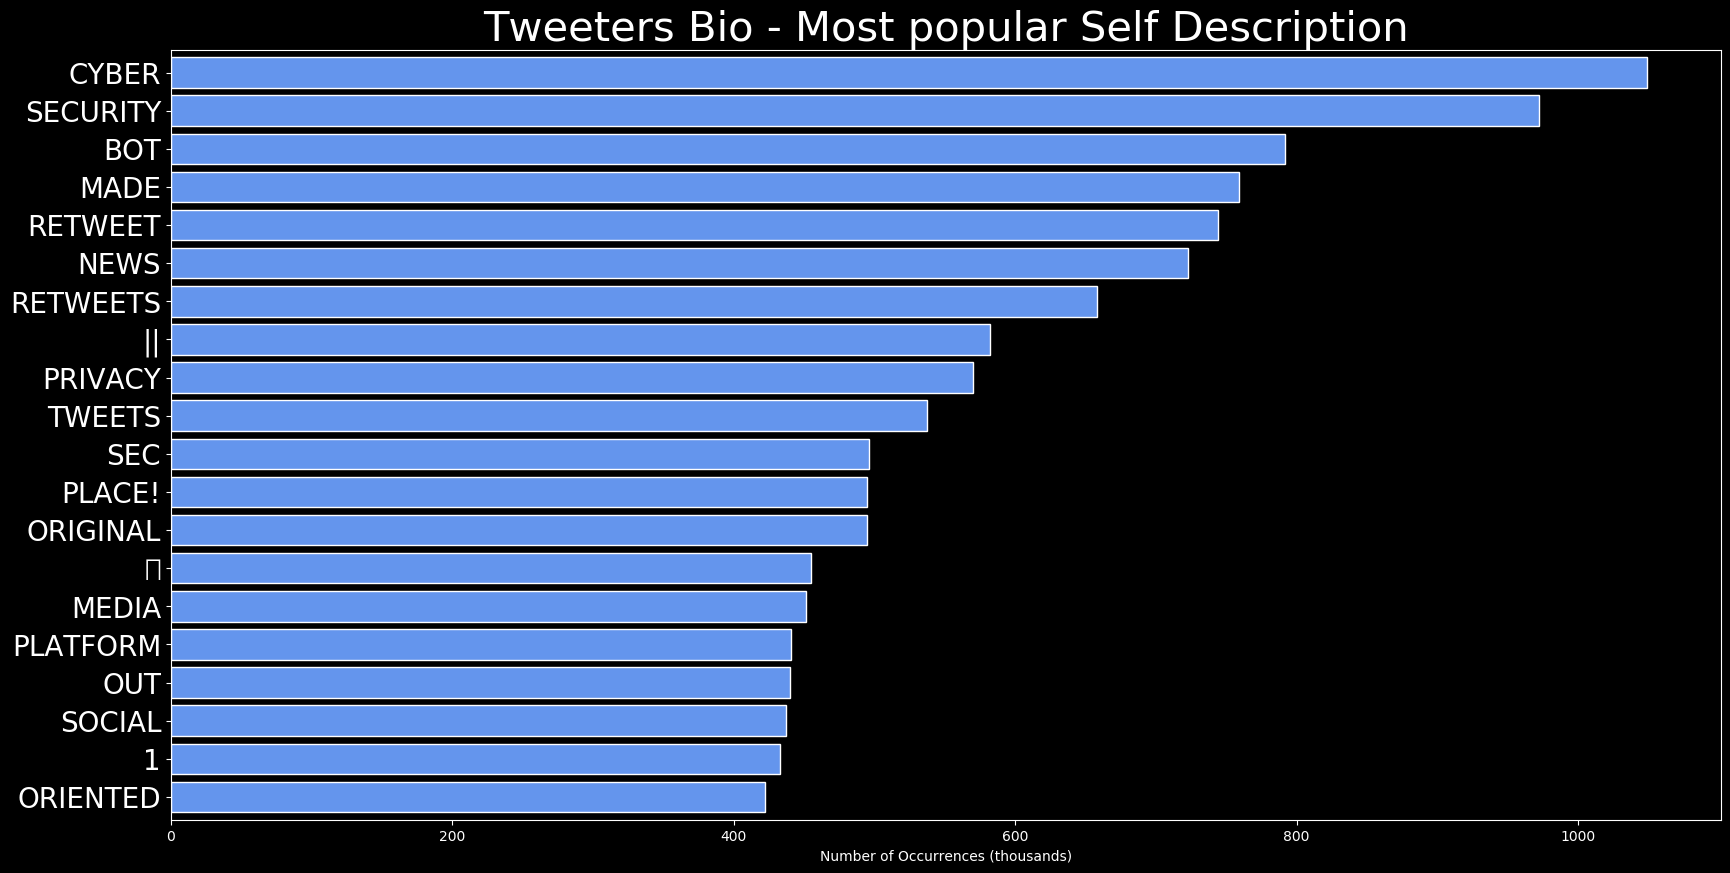 Tweeters Bio - Most popular Self Description
CYBER
SECURITY
BOT
MADE
RETWEET
NEWS
RETWEETS
||
PRIVACY
TWEETS
SEC
PLACE!
ORIGINAL
MEDIA
PLATFORM
OUT
SOCIAL
1
ORIENTED
0 200 400 600 800 1000
Number of Occurrences (thousands)